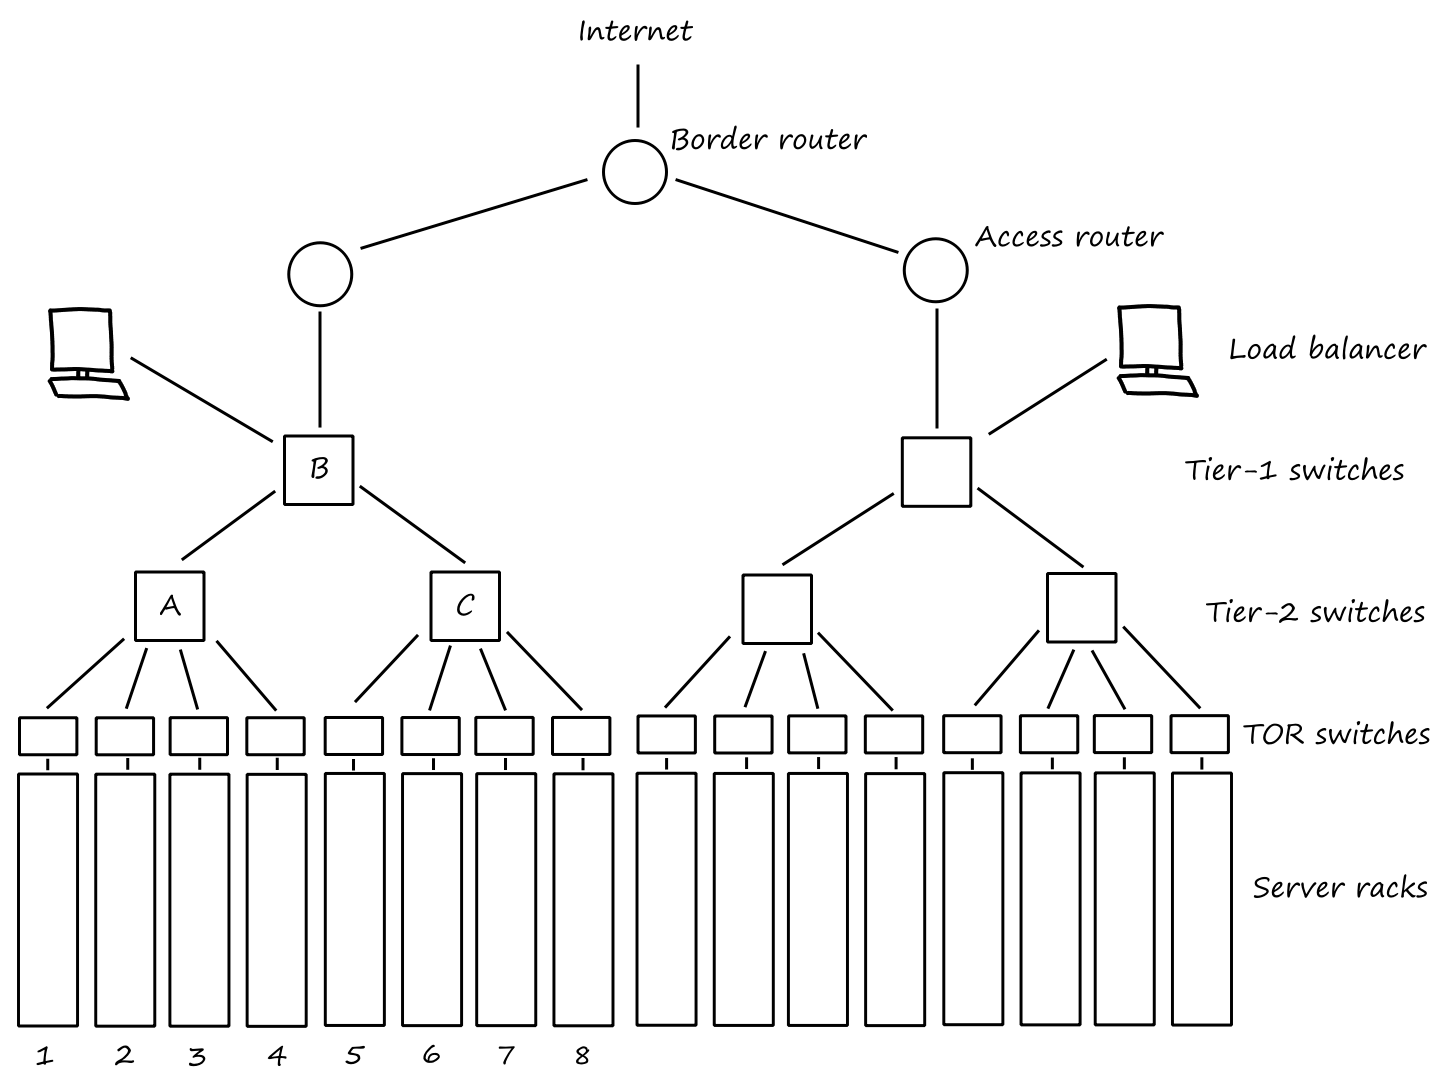 Internet
Border router
Access router
Load balancer
B
Tier-1 switches
A
C
Tier-2 switches
TOR switches
Server racks
1 2 3 4 5 6 7 8